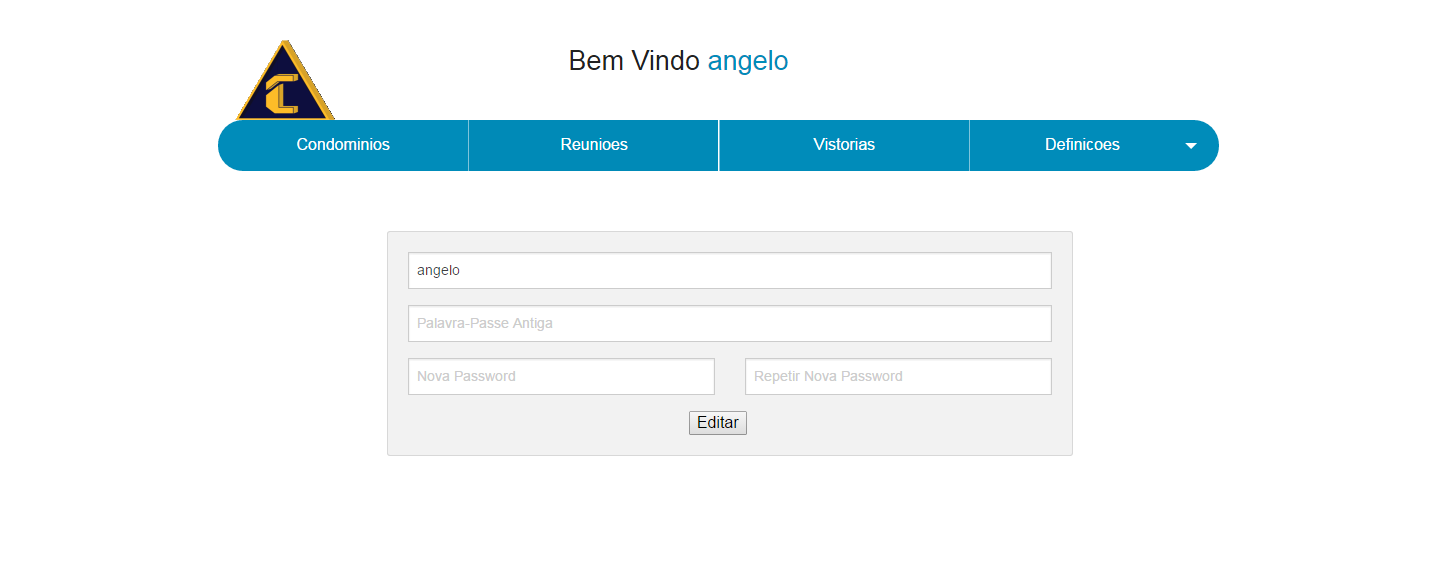 Bem Vindo angelo
Condominios Reunioes Vistorias Definicoes
angelo
Palavra-Passe Antiga
Nova Password Repetir Nova Password
Editar